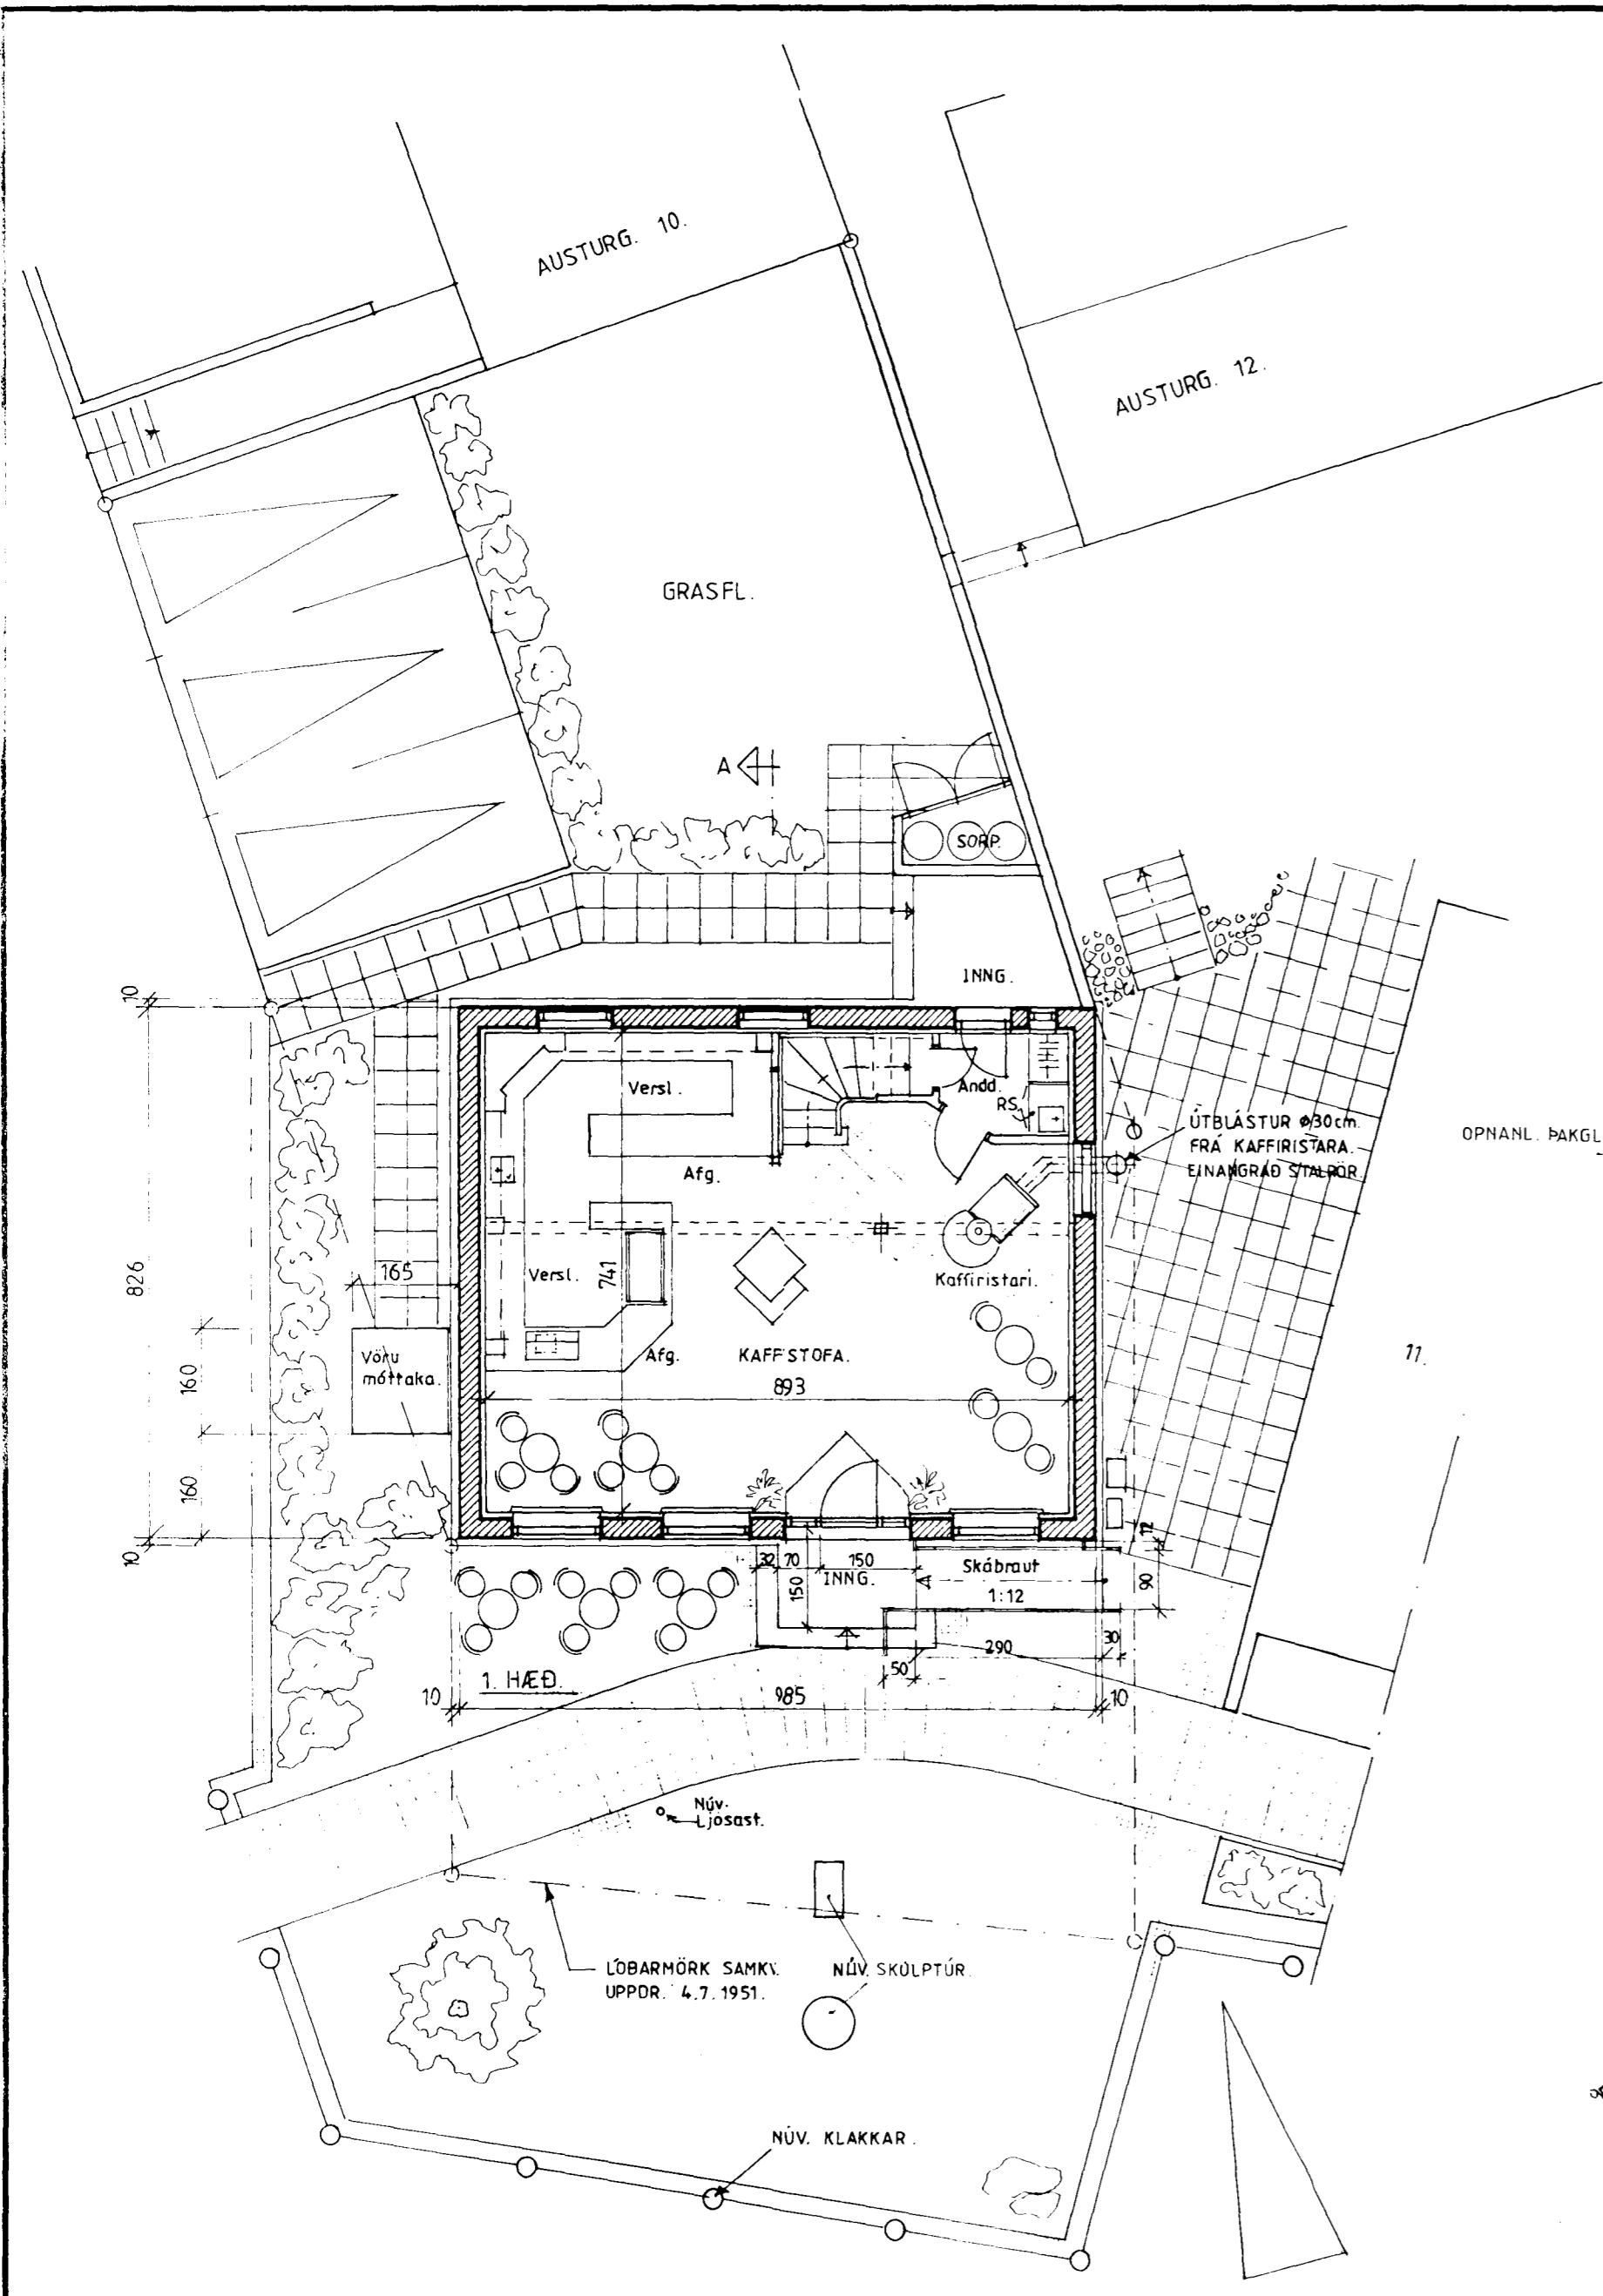 AUSTURG. 10.
AUSTURG. 12.
GRASFL.
A
SORP.
INNG.
10
Versl.
Andd.
RS.
ÚTBLÁSTUR ø30cm.
FRÁ KAFFIRISTARA.
EINANGRAÐ STÁLRÖR.
OPNANL. ÞAKGL
Afg.
826
165
Versl.
741
Kaffiristari.
Vöru
móttaka.
Afg.
KAFFISTOFA.
11.
160
893
160
10
12
32 70 150
150
INNG.
Skábraut
1:12
90
290
30
50
1. HÆÐ.
10
985
10
Núv.
Ljósast.
LÓÐARMÖRK SAMKV.
UPPDR. 4.7.1951.
NÚV. SKÚLPTÚR.
NÚV. KLAKKAR.